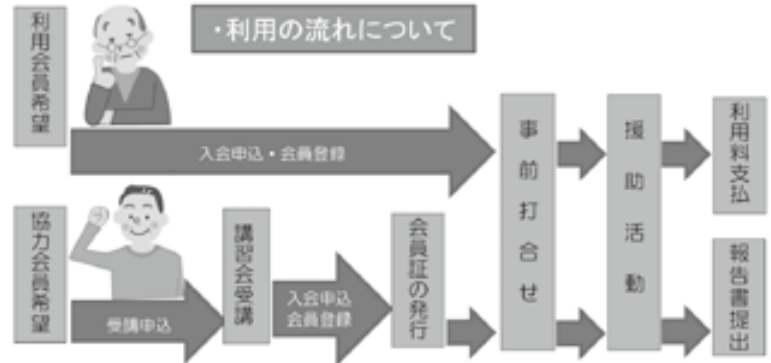 ・利用の流れについて
利用会員希望
入会申込・会員登録
事前打合せ
援助活動
利用料支払
協力会員希望
受講申込
講習会受講
入会申込
会員登録
会員証の発行
報告書提出